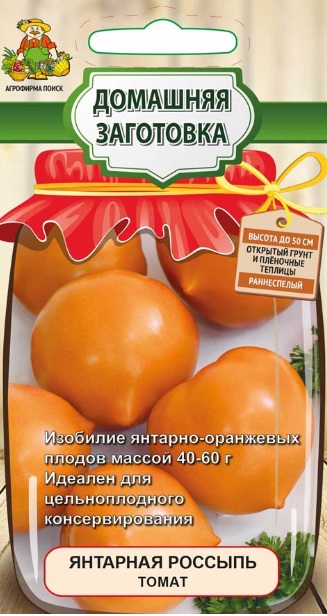 АГРОФИРМА ПОИСК
ДОМАШНЯЯ
ЗАГОТОВКА
ВЫСОТА ДО 50 СМ
ОТКРЫТЫЙ ГРУНТ
И ПЛЁНОЧНЫЕ
ТЕПЛИЦЫ
РАННЕСПЕЛЫЙ
Изобилие янтарно-оранжевых
плодов массой 40-60 г
Идеален для
цельноплодного
консервирования
ЯНТАРНАЯ РОССЫПЬ
ТОМАТ